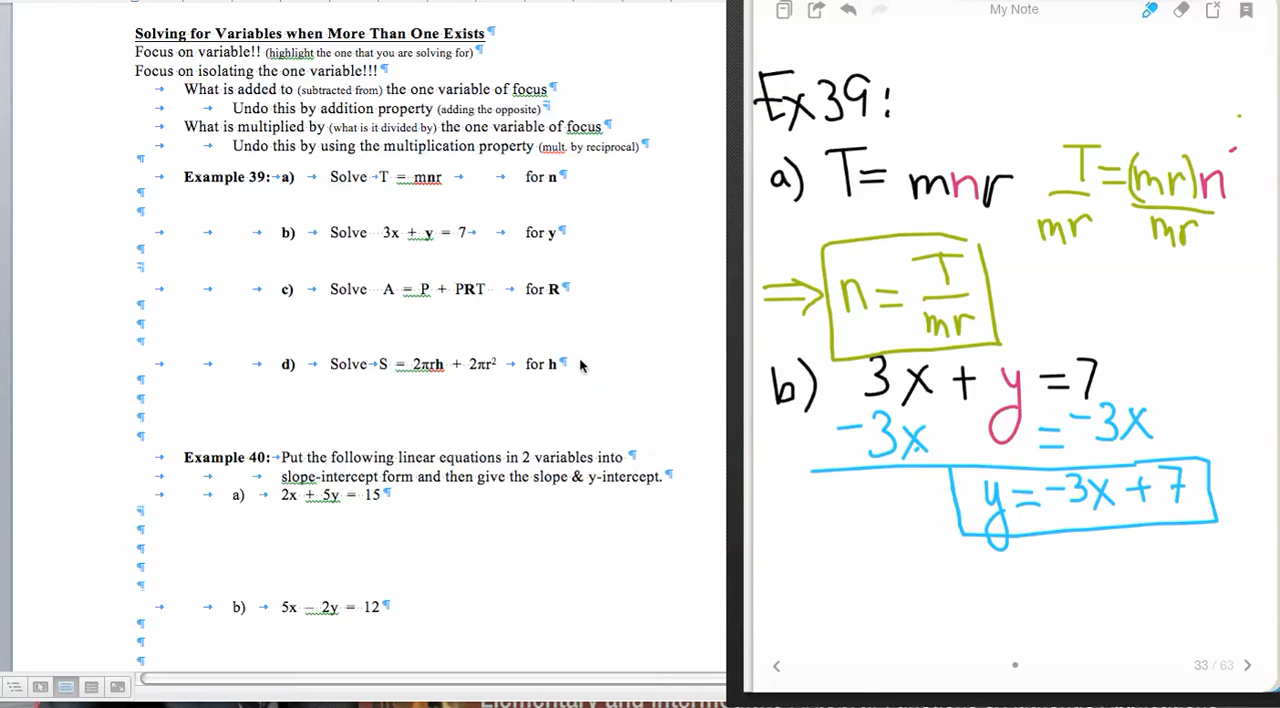 Solving for Variables when More Than One Exists¶
Focus on variable!! (highlight the one that you are solving for)¶
Focus on isolating the one variable!!!¶
→ What is added to (subtracted from) the one variable of focus¶
→ → Undo this by addition property (adding the opposite)¶
→ What is multiplied by (what is it divided by) the one variable of focus¶
→ → Undo this by using the multiplication property (mult. by reciprocal)¶
¶
→ Example 39:→ a) → Solve →T = mnr → → for n¶
¶
¶
→ → → b) → Solve 3x + y = 7→ → for y¶
¶
¶
→ → → c) → Solve A = P + PRT → for R¶
¶
¶
¶
→ → → d) → Solve→S = 2πrh + 2πr² → for h¶
¶
¶
¶
¶
→ Example 40:→Put the following linear equations in 2 variables into ¶
→ → → slope-intercept form and then give the slope & y-intercept.¶
→ → a) → 2x + 5y = 15¶
¶
¶
¶
¶
¶
→ → b) → 5x – 2y = 12¶
¶
¶
¶
My Note
Ex 39:
a) T = mnr T/mr = (mr)n/mr
⇒ n = T/mr
b) 3x + y = 7
-3x = -3x
y = -3x + 7
33 / 63